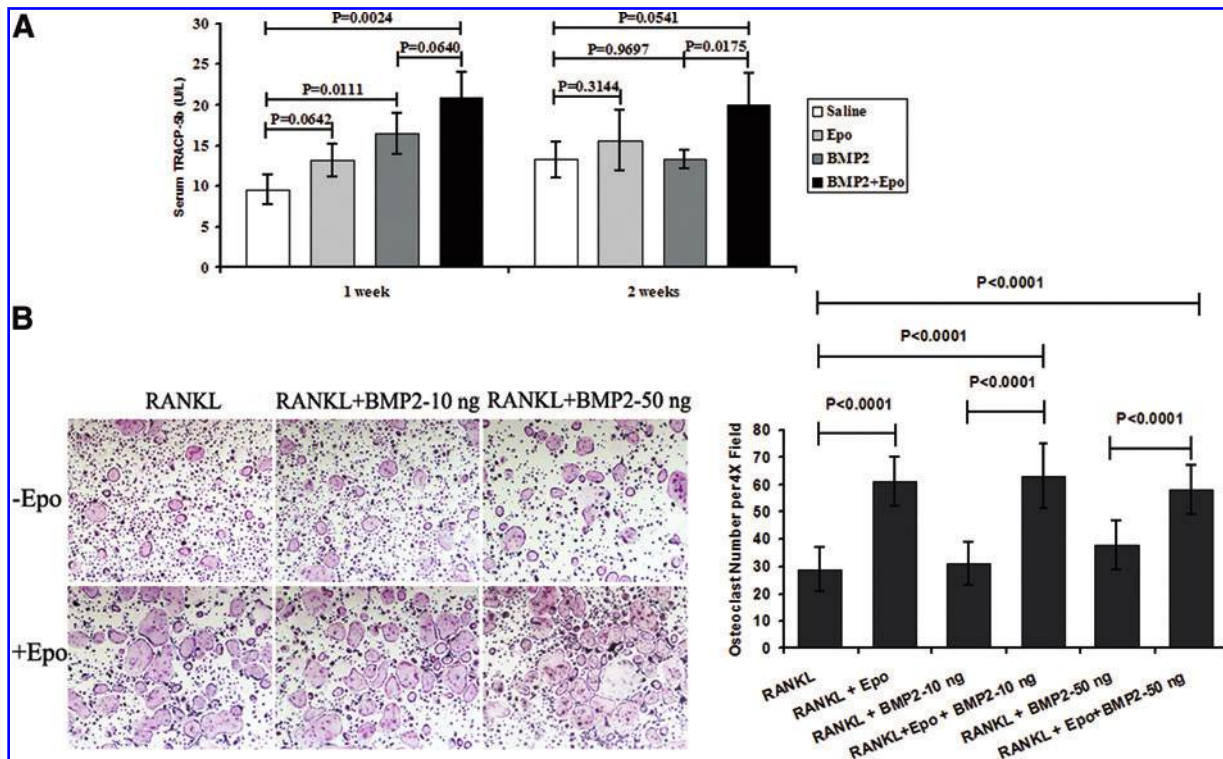 A
Serum TRACP-5b (U/L)
30
25
20
15
10
5
0
P=0.0024
P=0.0640
P=0.0111
P=0.0642
P=0.0541
P=0.9697
P=0.0175
P=0.3144
1 week
2 weeks
Saline
Epo
BMP2
BMP2+Epo
B
RANKL
RANKL+BMP2-10 ng
RANKL+BMP2-50 ng
-Epo
+Epo
P<0.0001
P<0.0001
P<0.0001
P<0.0001
P<0.0001
Osteoclast Number per 4X Field
80
70
60
50
40
30
20
10
0
RANKL
RANKL + Epo
RANKL + BMP2-10 ng
RANKL+Epo + BMP2-10 ng
RANKL + BMP2-50 ng
RANKL + Epo+BMP2-50 ng